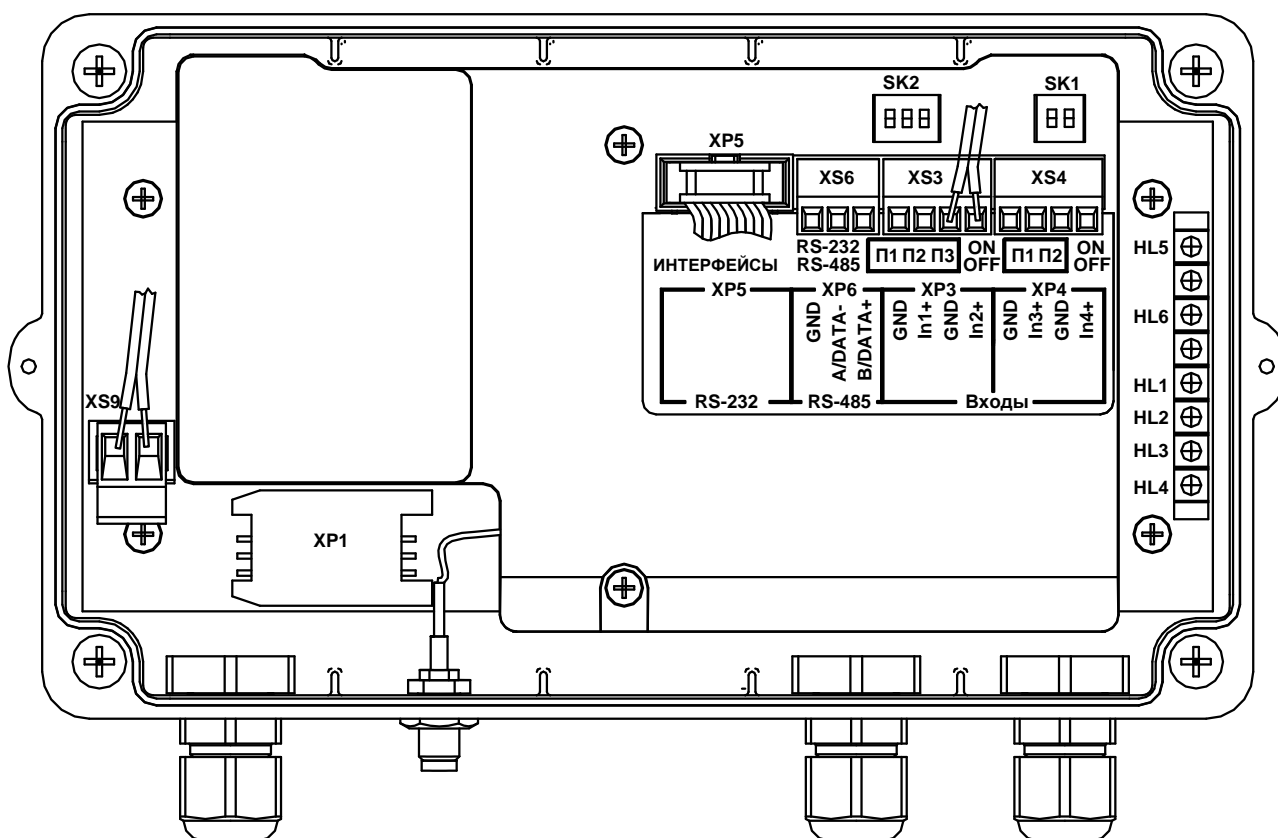 SK2
SK1
XP5
XS6
XS3
XS4
RS-232
RS-485
П1 П2 П3
ON
OFF
П1 П2
ON
OFF
ИНТЕРФЕЙСЫ
XP5
XP6
XP3
XP4
GND
A/DATA-
B/DATA+
GND
In1+
GND
In2+
GND
In3+
GND
In4+
RS-232
RS-485
Входы
HL5
HL6
HL1
HL2
HL3
HL4
XS9
XP1